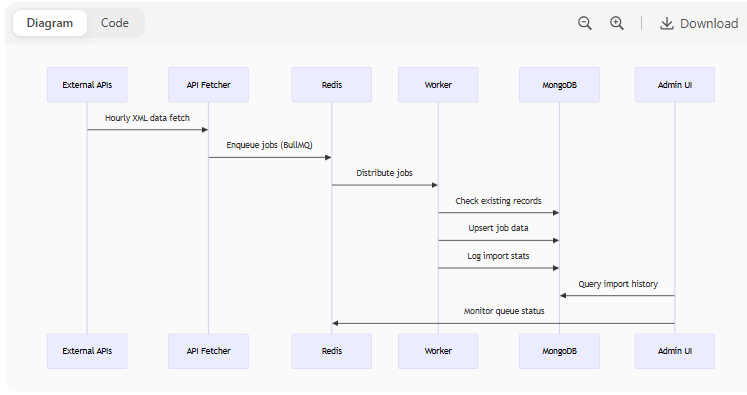 Diagram Code Download
External APIs API Fetcher Redis Worker MongoDB Admin UI
Hourly XML data fetch
Enqueue jobs (BullMQ)
Distribute jobs
Check existing records
Upsert job data
Log import stats
Query import history
Monitor queue status
External APIs API Fetcher Redis Worker MongoDB Admin UI